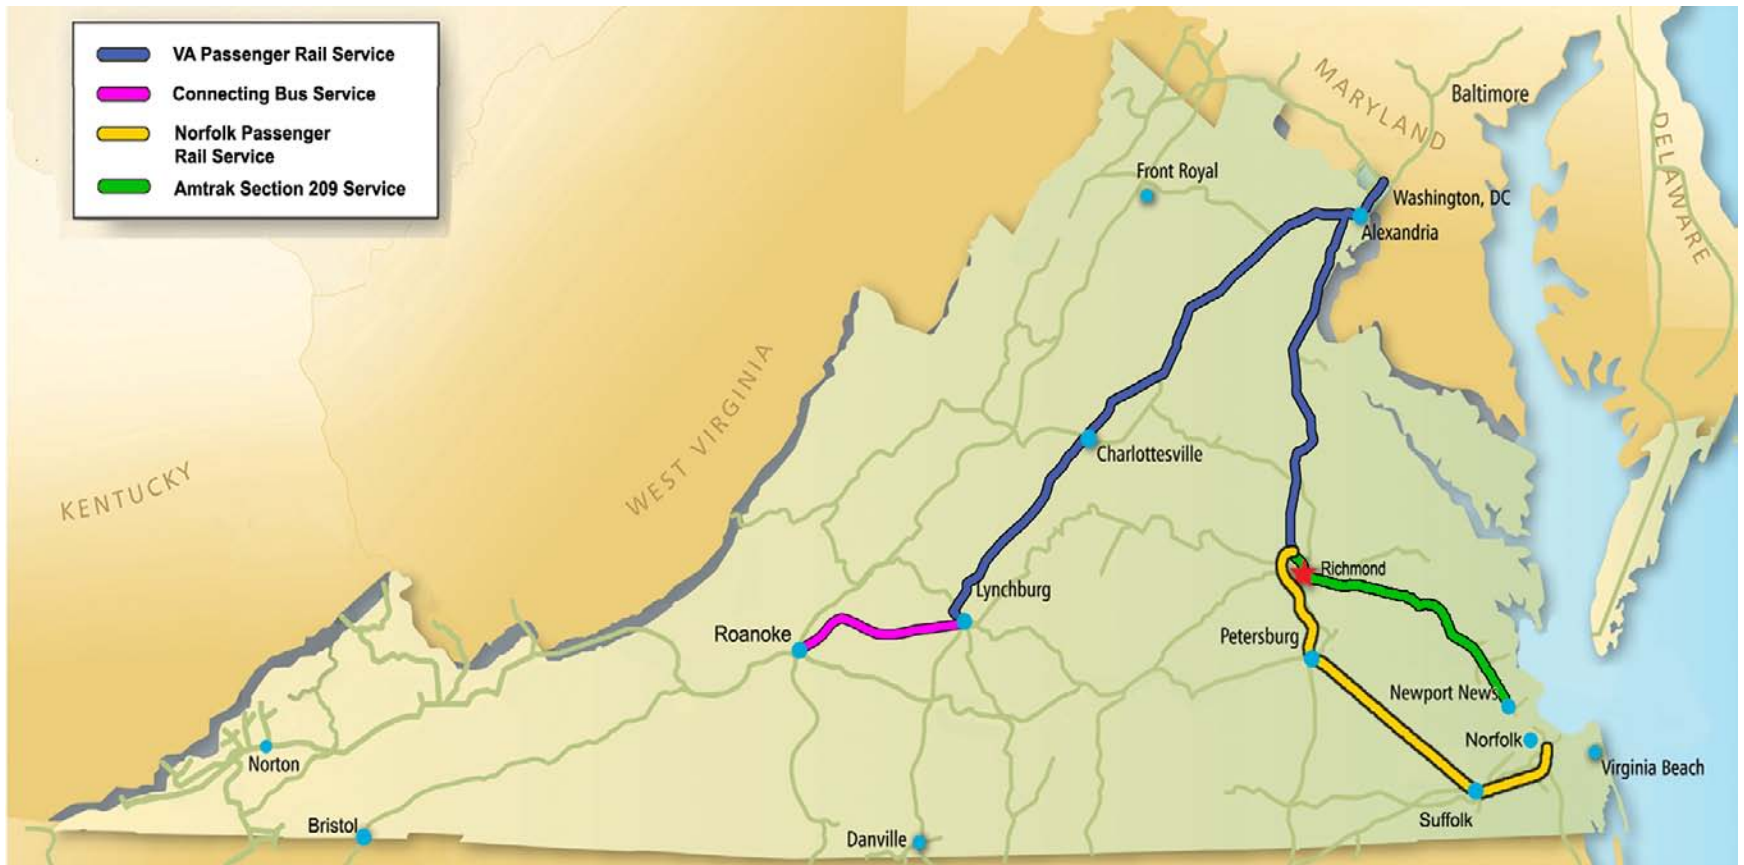 VA Passenger Rail Service
Connecting Bus Service
Norfolk Passenger
Rail Service
Amtrak Section 209 Service
MARYLAND
Baltimore
DELAWARE
Front Royal
Washington, DC
Alexandria
WEST VIRGINIA
KENTUCKY
Charlottesville
Richmond
Lynchburg
Roanoke
Petersburg
Newport News
Norfolk
Virginia Beach
Norton
Suffolk
Bristol
Danville